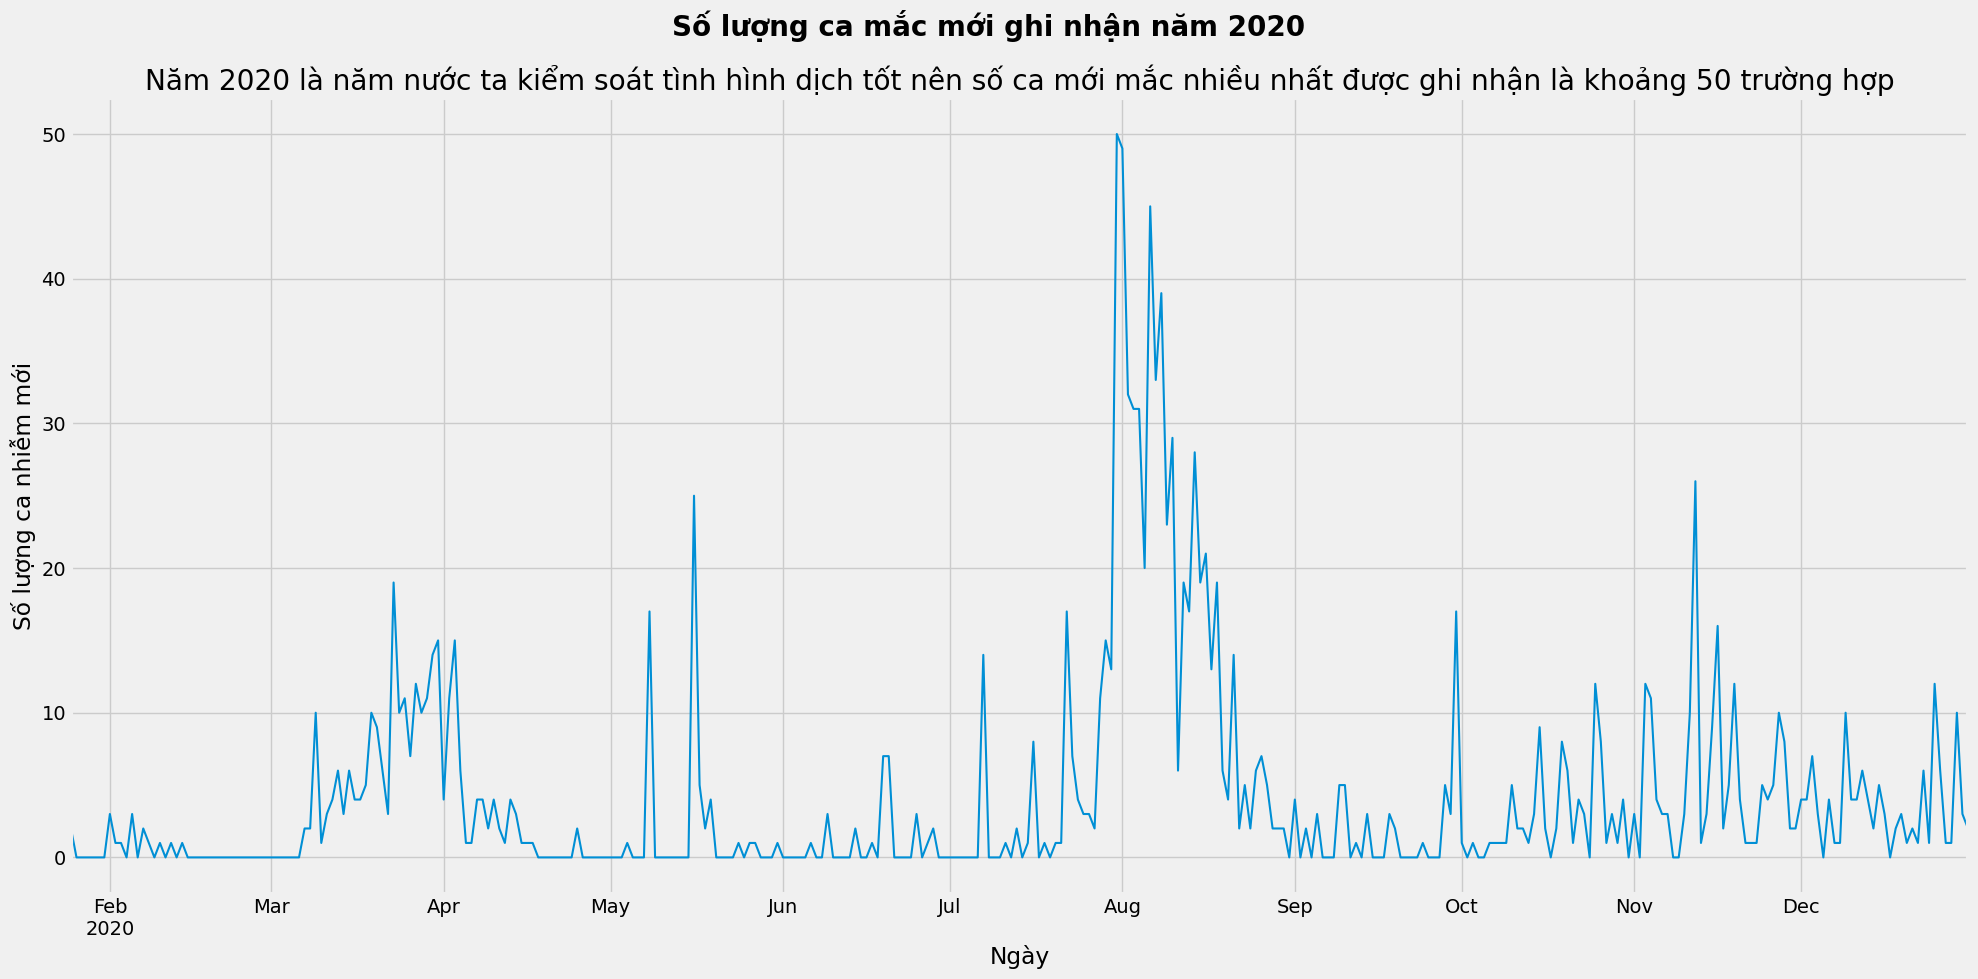 Số lượng ca mắc mới ghi nhận năm 2020
Năm 2020 là năm nước ta kiểm soát tình hình dịch tốt nên số ca mới mắc nhiều nhất được ghi nhận là khoảng 50 trường hợp
Số lượng ca nhiễm mới
50
40
30
20
10
0
Feb Mar Apr May Jun Jul Aug Sep Oct Nov Dec
2020
Ngày